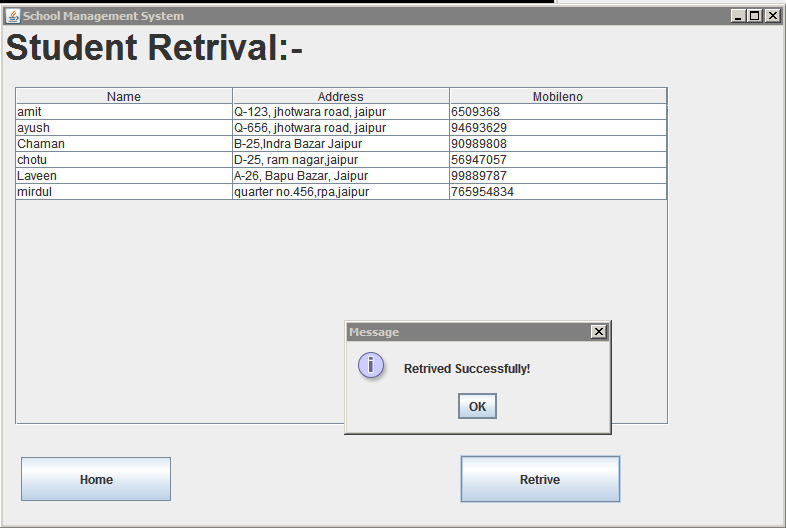 School Management System
Student Retrival:-
Name Address Mobileno
amit Q-123, jhotwara road, jaipur 6509368
ayush Q-656, jhotwara road, jaipur 94693629
Chaman B-25,Indra Bazar Jaipur 90989808
chotu D-25, ram nagar,jaipur 56947057
Laveen A-26, Bapu Bazar, Jaipur 99889787
mirdul quarter no.456,rpa,jaipur 765954834
Message
Retrived Successfully!
OK
Home Retrive